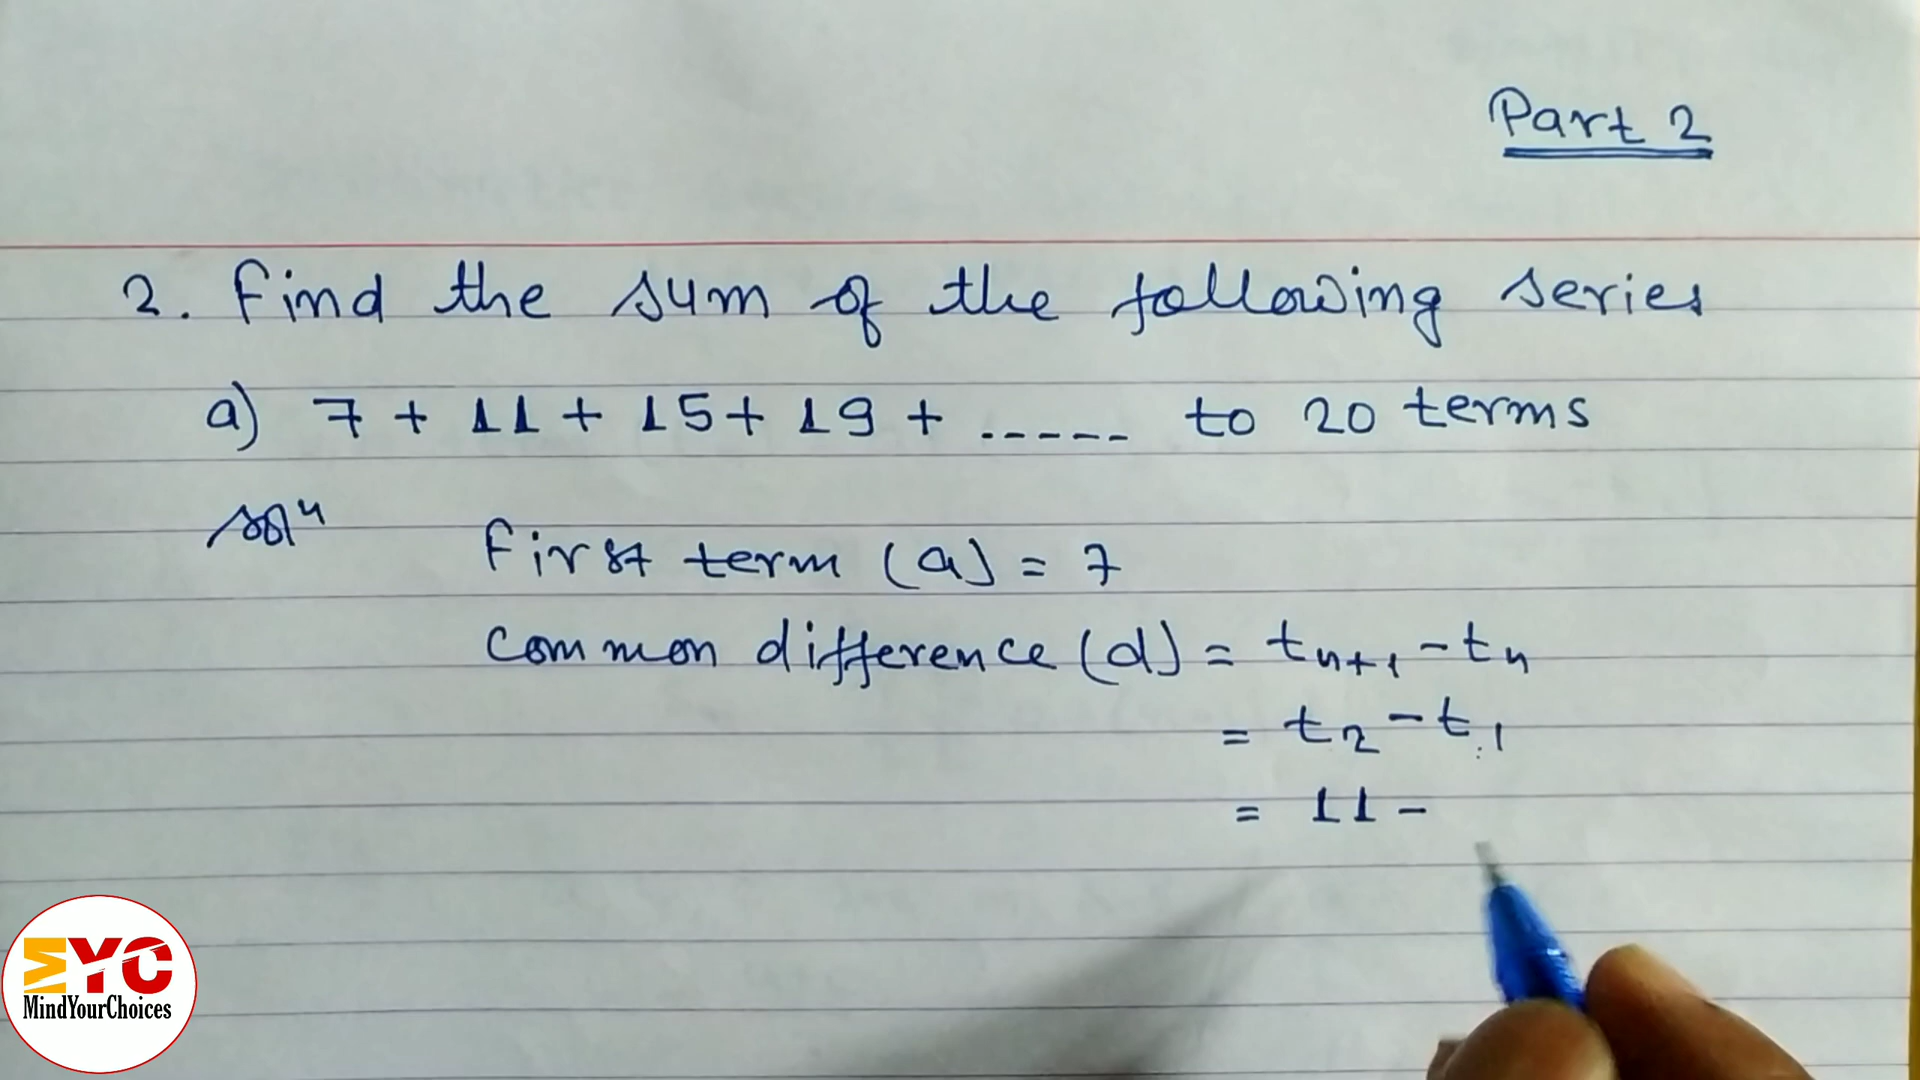 Part 2
2. Find the sum of the following series
a) 7 + 11 + 15 + 19 + ----- to 20 terms
Solⁿ
First term (a) = 7
Common difference (d) = tₙ₊₁ - tₙ
= t₂ - t₁
= 11 -
MYC
MindYourChoices